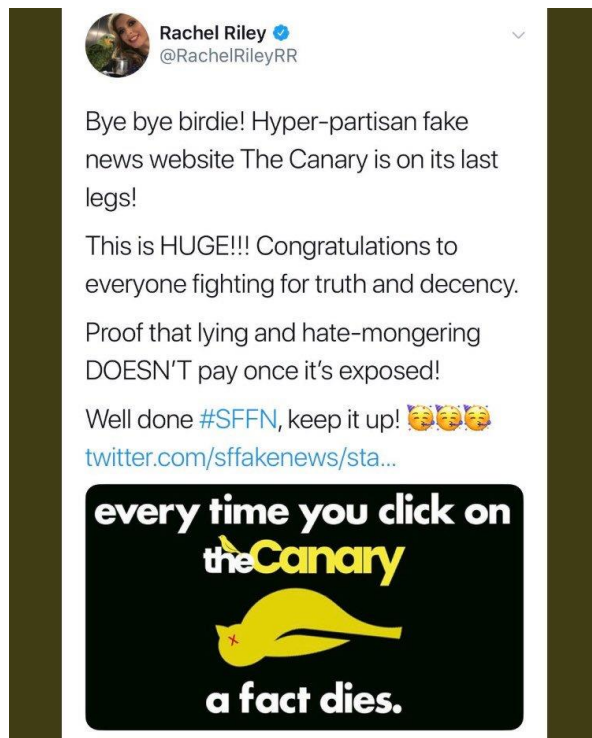 Rachel Riley
@RachelRileyRR
Bye bye birdie! Hyper-partisan fake
news website The Canary is on its last
legs!
This is HUGE!!! Congratulations to
everyone fighting for truth and decency.
Proof that lying and hate-mongering
DOESN'T pay once it's exposed!
Well done #SFFN, keep it up! 🥳🥳🥳
twitter.com/sffakenews/sta...
every time you click on
theCanary
a fact dies.